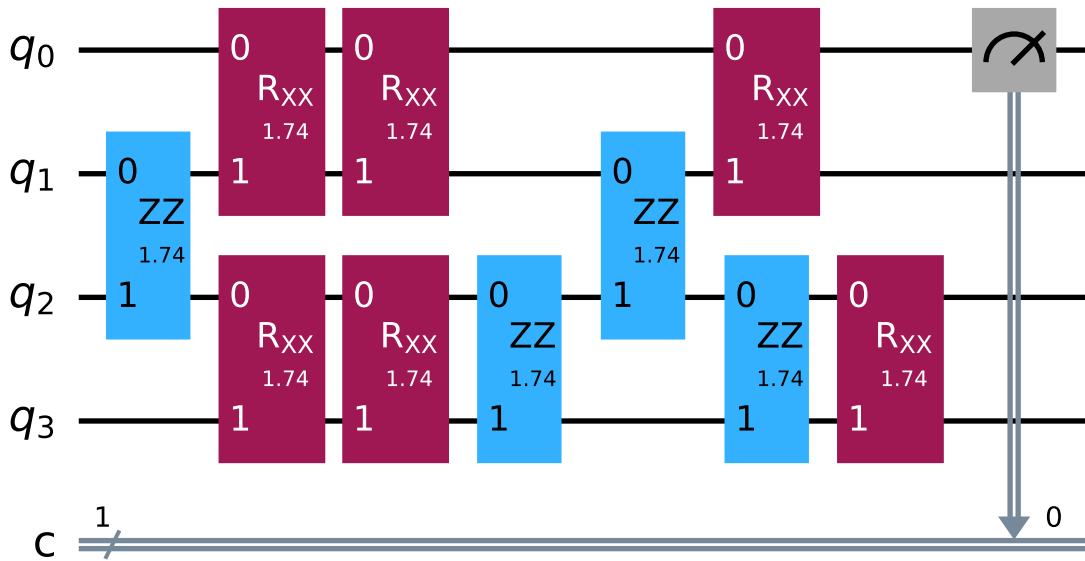 q0 0 0 0
RXX RXX RXX
1.74 1.74 1.74
q1 0 1 1 0 1
ZZ ZZ
1.74 1.74
q2 1 0 0 0 1 0 0
RXX RXX ZZ ZZ RXX
1.74 1.74 1.74 1.74 1.74
q3 1 1 1 1 1
1 0
c